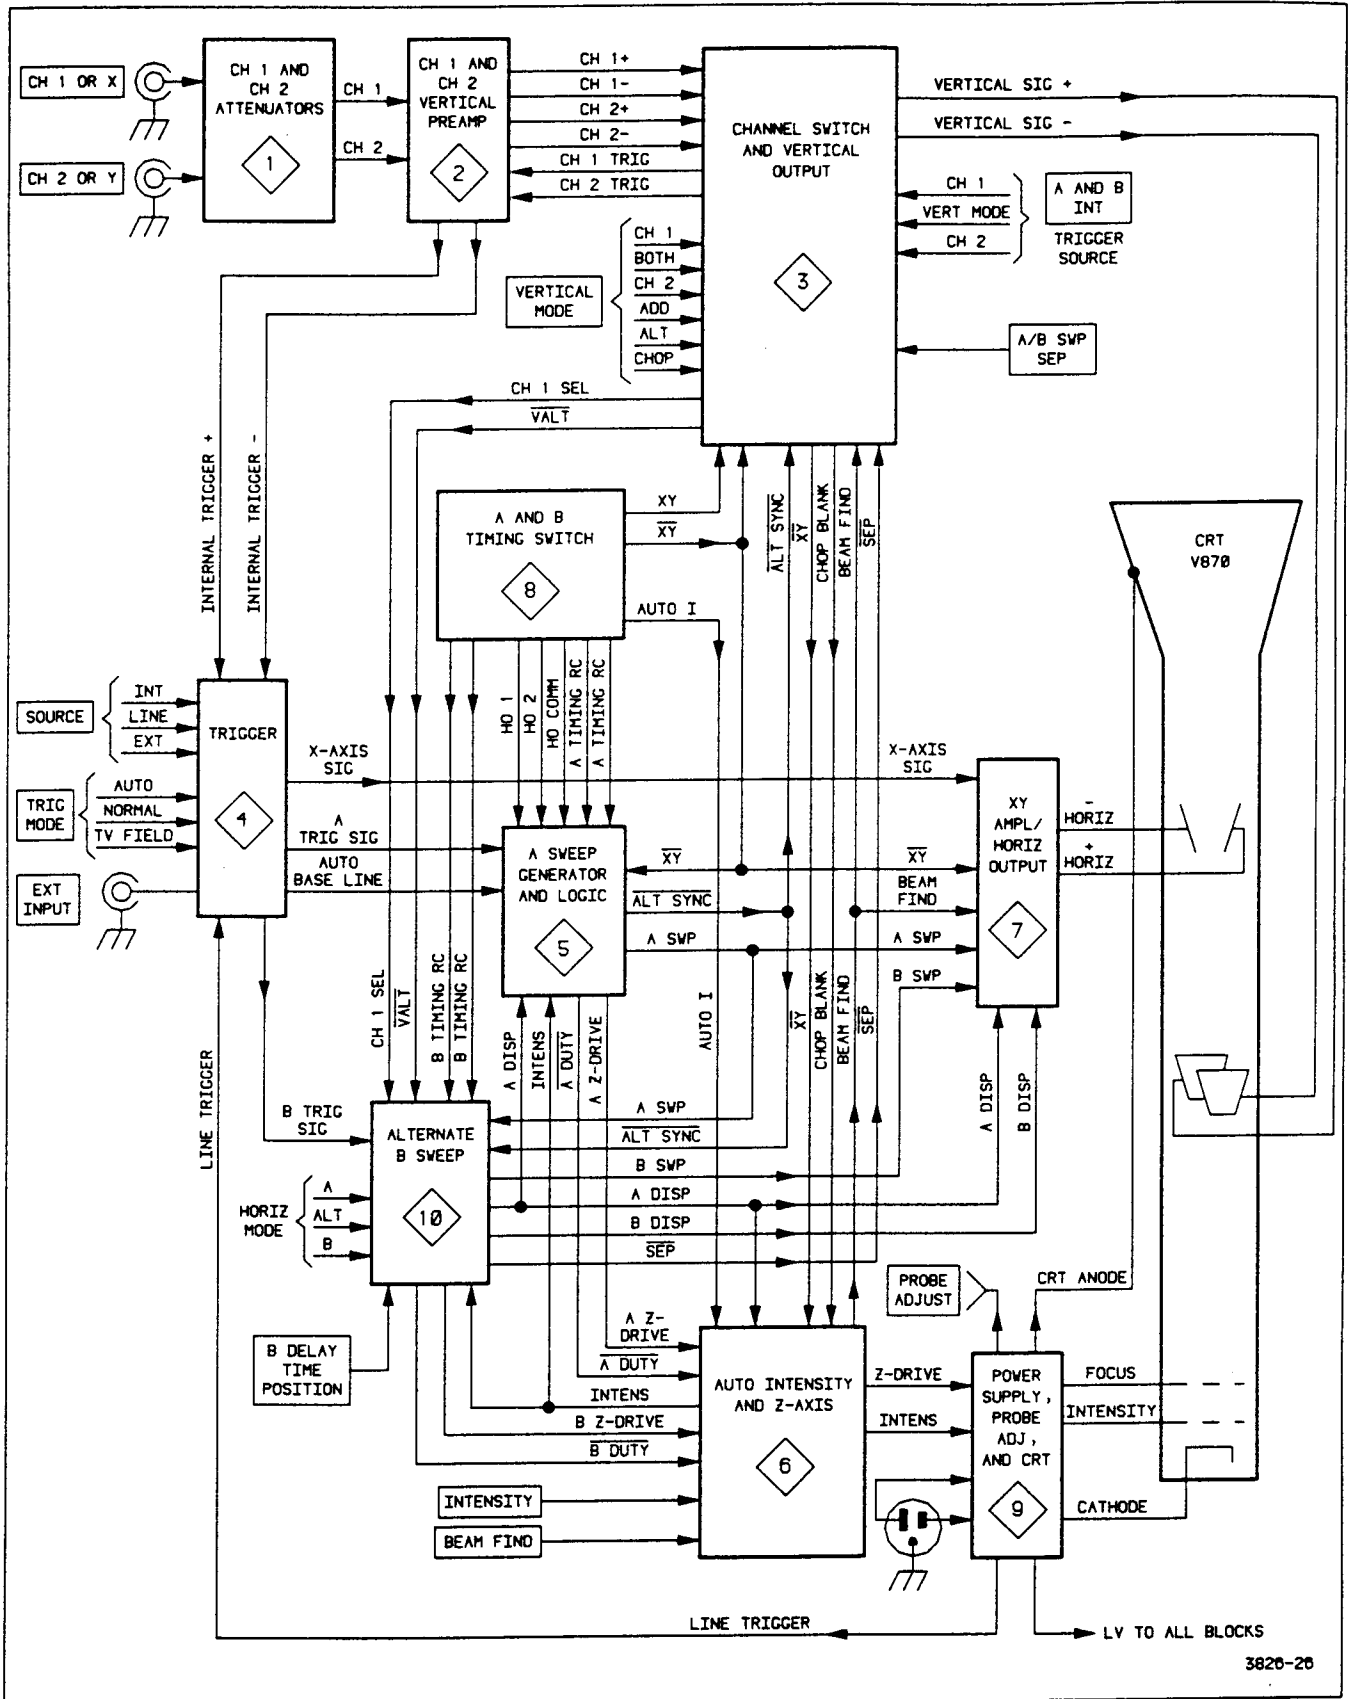 CH 1 OR X
CH 2 OR Y
CH 1 AND
CH 2
ATTENUATORS
1
CH 1
CH 2
CH 1 AND
CH 2
VERTICAL
PREAMP
2
CH 1+
CH 1-
CH 2+
CH 2-
CH 1 TRIG
CH 2 TRIG
CHANNEL SWITCH
AND VERTICAL
OUTPUT
3
VERTICAL SIG +
VERTICAL SIG -
CH 1
VERT MODE
CH 2
A AND B
INT
TRIGGER
SOURCE
VERTICAL
MODE
CH 1
BOTH
CH 2
ADD
ALT
CHOP
A/B SWP
SEP
CH 1 SEL
VALT
INTERNAL TRIGGER +
INTERNAL TRIGGER -
A AND B
TIMING SWITCH
8
XY
XY
AUTO I
ALT SYNC
XY
CHOP BLANK
BEAM FIND
SEP
CRT
V870
HO 1
HO 2
HO COMM
A TIMING RC
A TIMING RC
SOURCE
INT
LINE
EXT
TRIG
MODE
AUTO
NORMAL
TV FIELD
EXT
INPUT
TRIGGER
4
X-AXIS
SIG
X-AXIS
SIG
A
TRIG SIG
AUTO
BASE LINE
A SWEEP
GENERATOR
AND LOGIC
5
XY
ALT SYNC
A SWP
XY
BEAM
FIND
A SWP
B SWP
XY
AMPL/
HORIZ
OUTPUT
7
-
HORIZ
+
HORIZ
CH 1 SEL
VALT
B TIMING RC
B TIMING RC
A DISP
INTENS
A DUTY
A Z-DRIVE
AUTO I
XY
CHOP BLANK
BEAM FIND
SEP
A DISP
B DISP
LINE TRIGGER
B TRIG
SIG
HORIZ
MODE
A
ALT
B
ALTERNATE
B SWEEP
10
A SWP
ALT SYNC
B SWP
A DISP
B DISP
SEP
B DELAY
TIME
POSITION
A Z-
DRIVE
A DUTY
INTENS
B Z-DRIVE
B DUTY
INTENSITY
BEAM FIND
AUTO INTENSITY
AND Z-AXIS
6
Z-DRIVE
INTENS
PROBE
ADJUST
CRT ANODE
POWER
SUPPLY,
PROBE
ADJ,
AND CRT
9
FOCUS
INTENSITY
CATHODE
LINE TRIGGER
LV TO ALL BLOCKS
3826-26